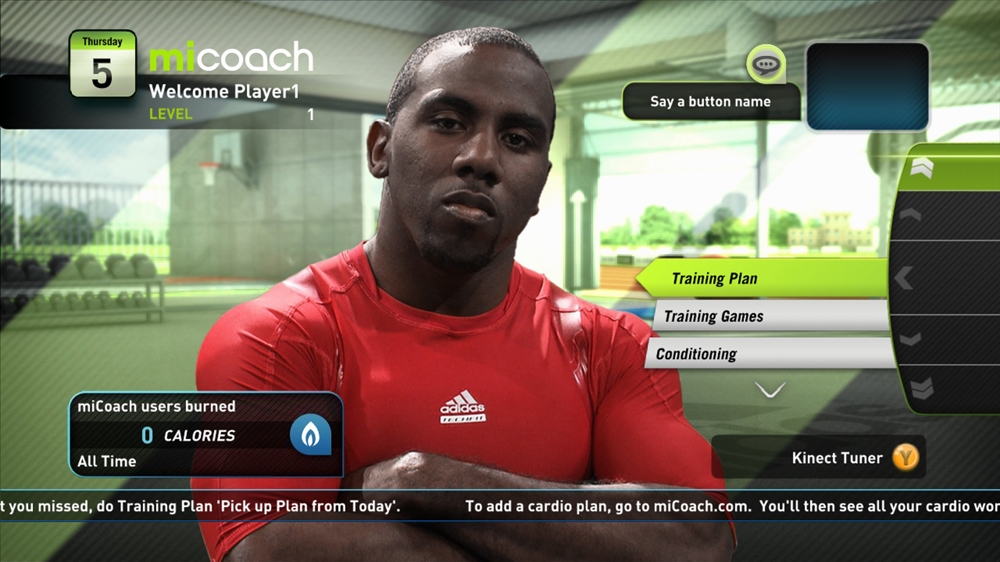 Thursday
5
micoach
Welcome Player1
LEVEL 1
Say a button name
Training Plan
Training Games
Conditioning
adidas
TECHFIT
miCoach users burned
0 CALORIES
All Time
Kinect Tuner Y
t you missed, do Training Plan 'Pick up Plan from Today'. To add a cardio plan, go to miCoach.com. You'll then see all your cardio wor